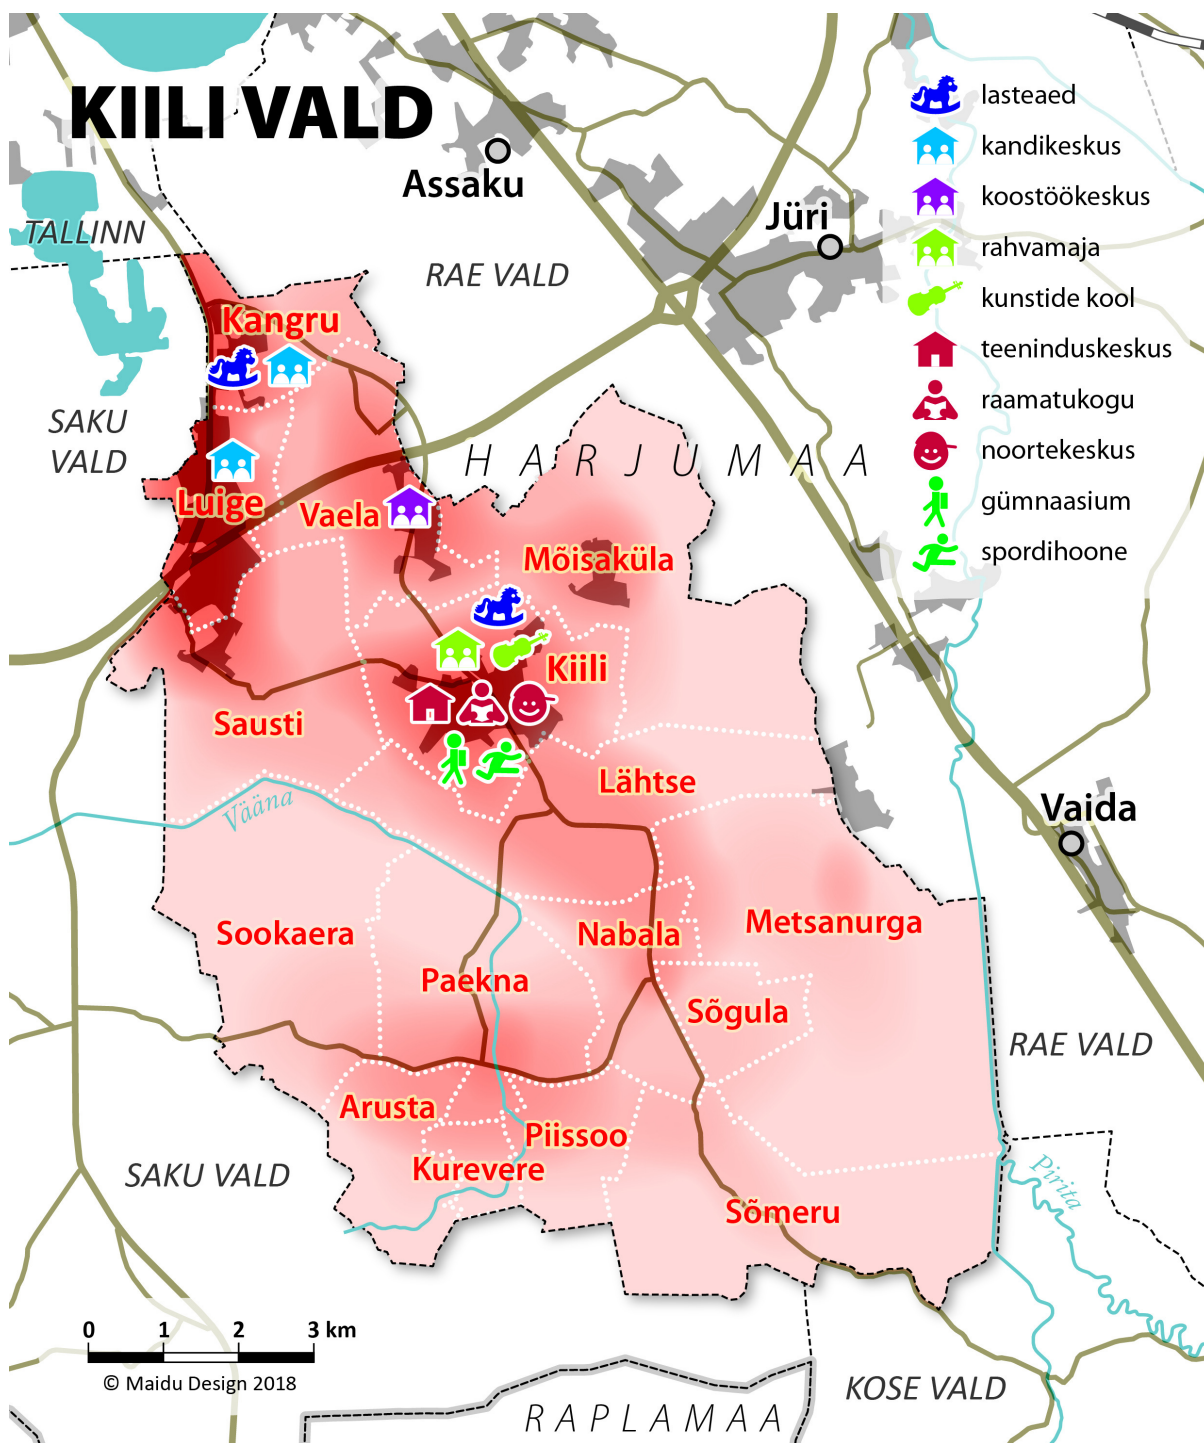 KIILI VALD
lasteaed
kandikeskus
koostöökeskus
rahvamaja
kunstide kool
teeninduskeskus
raamatukogu
noortekeskus
gümnaasium
spordihoone
Assaku
Jüri
TALLINN
RAE VALD
Kangru
SAKU
VALD
HARJUMAA
Luige
Vaela
Mõisaküla
Kiili
Sausti
Lähtse
Vääna
Vaida
Sookaera
Nabala
Metsanurga
Paekna
Sõgula
RAE VALD
Arusta
Piissoo
Kurevere
SAKU VALD
Pirita
Sõmeru
0 1 2 3 km
© Maidu Design 2018
KOSE VALD
RAPLAMAA